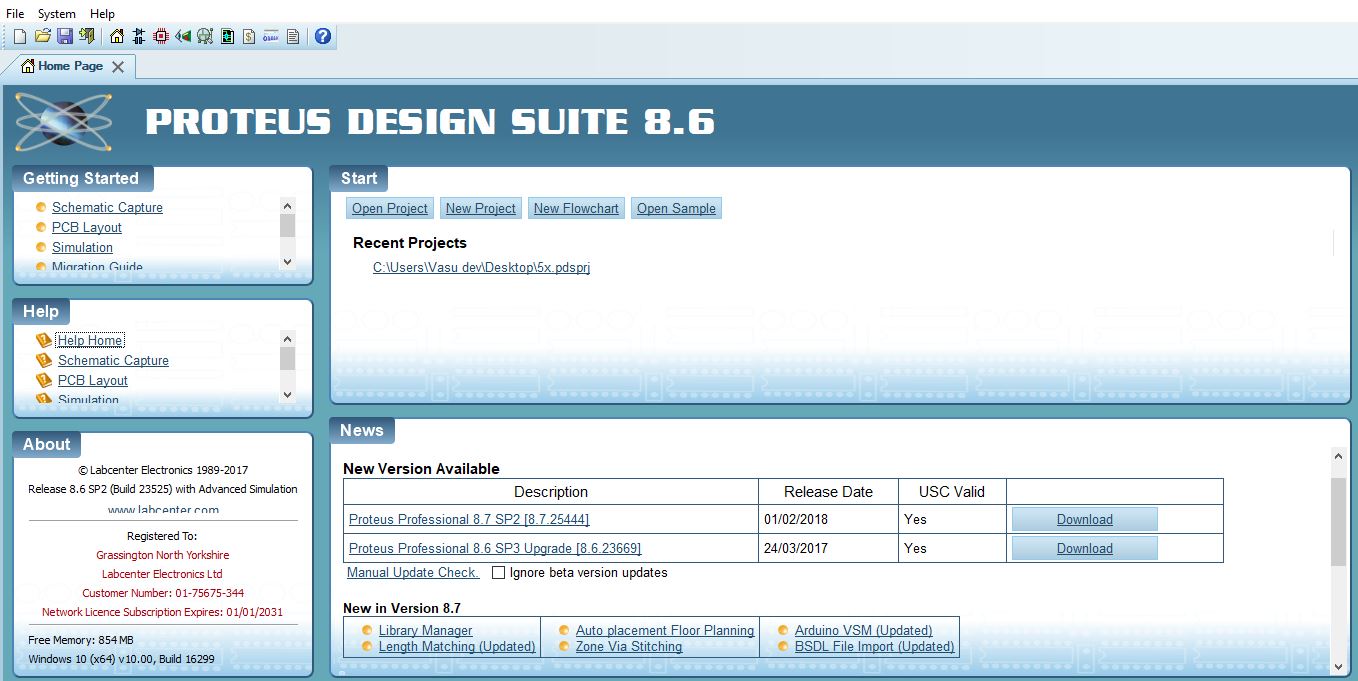 File System Help
Home Page
PROTEUS DESIGN SUITE 8.6
Getting Started
Schematic Capture
PCB Layout
Simulation
Migration Guide
Help
Help Home
Schematic Capture
PCB Layout
Simulation
About
© Labcenter Electronics 1989-2017
Release 8.6 SP2 (Build 23525) with Advanced Simulation
www.labcenter.com
Registered To:
Grassington North Yorkshire
Labcenter Electronics Ltd
Customer Number: 01-75675-344
Network Licence Subscription Expires: 01/01/2031
Free Memory: 854 MB
Windows 10 (x64) v10.00, Build 16299
Start
Open Project New Project New Flowchart Open Sample
Recent Projects
C:\Users\Vasu dev\Desktop\5x.pdsprj
News
New Version Available
Description Release Date USC Valid
Proteus Professional 8.7 SP2 [8.7.25444] 01/02/2018 Yes Download
Proteus Professional 8.6 SP3 Upgrade [8.6.23669] 24/03/2017 Yes Download
Manual Update Check. Ignore beta version updates
New in Version 8.7
Library Manager Auto placement Floor Planning Arduino VSM (Updated)
Length Matching (Updated) Zone Via Stitching BSDL File Import (Updated)